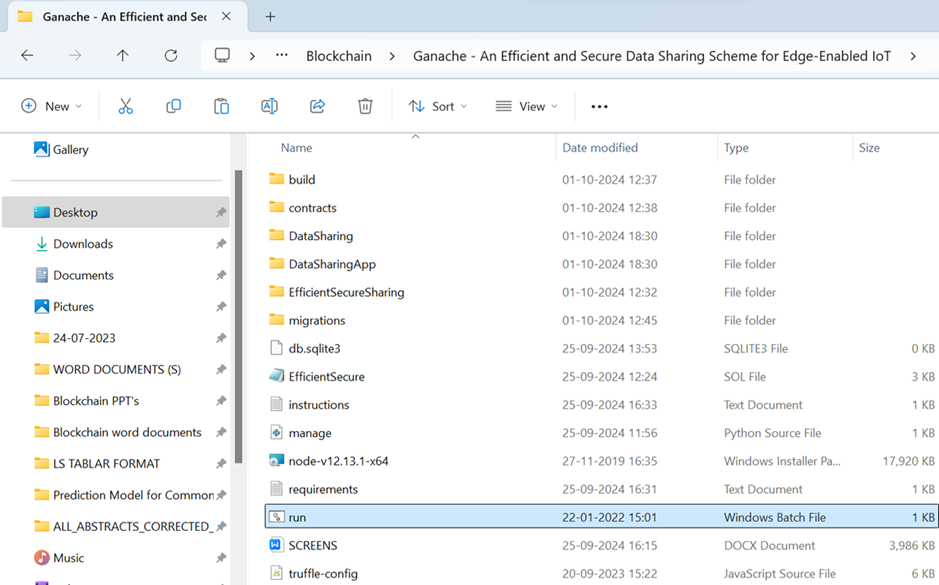 Ganache - An Efficient and Sec
Blockchain > Ganache - An Efficient and Secure Data Sharing Scheme for Edge-Enabled IoT >
New Sort View
Name Date modified Type Size
Gallery
Desktop
Downloads
Documents
Pictures
24-07-2023
WORD DOCUMENTS (S)
Blockchain PPT's
Blockchain word documents
LS TABLAR FORMAT
Prediction Model for Common
ALL_ABSTRACTS_CORRECTED_
Music
build 01-10-2024 12:37 File folder
contracts 01-10-2024 12:38 File folder
DataSharing 01-10-2024 18:30 File folder
DataSharingApp 01-10-2024 18:30 File folder
EfficientSecureSharing 01-10-2024 12:32 File folder
migrations 01-10-2024 12:45 File folder
db.sqlite3 25-09-2024 13:53 SQLITE3 File 0 KB
EfficientSecure 25-09-2024 12:24 SOL File 3 KB
instructions 25-09-2024 16:33 Text Document 1 KB
manage 25-09-2024 11:56 Python Source File 1 KB
node-v12.13.1-x64 27-11-2019 16:35 Windows Installer Pa... 17,920 KB
requirements 25-09-2024 16:31 Text Document 1 KB
run 22-01-2022 15:01 Windows Batch File 1 KB
SCREENS 25-09-2024 16:15 DOCX Document 3,986 KB
truffle-config 20-09-2023 15:22 JavaScript Source File 6 KB